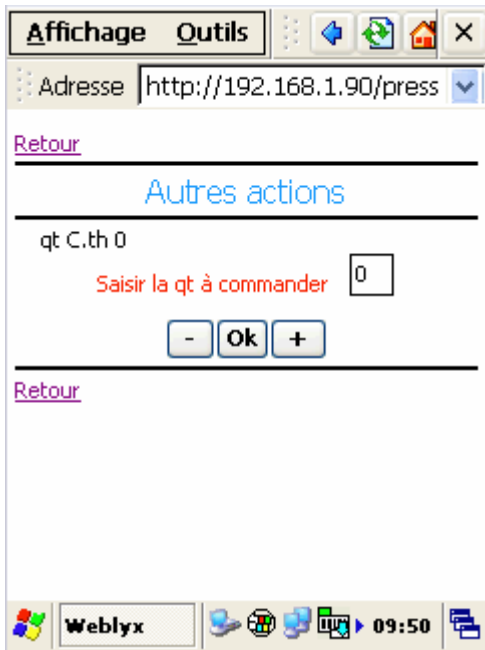 Affichage Outils
Adresse http://192.168.1.90/press
Retour
Autres actions
qt C.th 0
Saisir la qt à commander 0
- Ok +
Retour
Weblyx 09:50